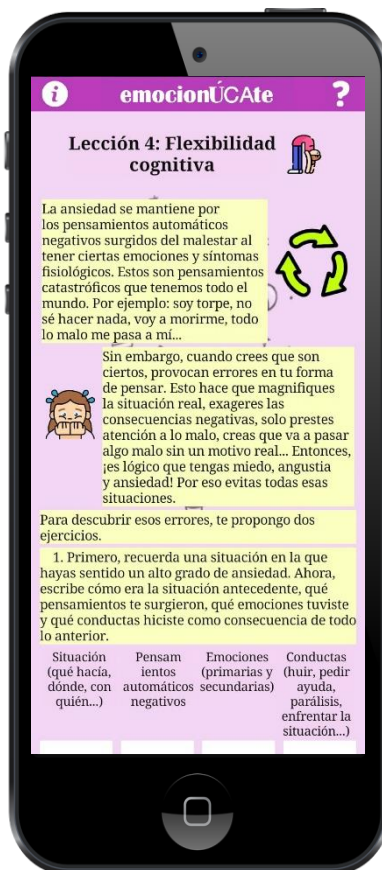 i
emocionÚCAte
?
Lección 4: Flexibilidad
cognitiva
La ansiedad se mantiene por
los pensamientos automáticos
negativos surgidos del malestar al
tener ciertas emociones y síntomas
fisiológicos. Estos son pensamientos
catastróficos que tenemos todo el
mundo. Por ejemplo: soy torpe, no
sé hacer nada, voy a morirme, todo
lo malo me pasa a mí...
Sin embargo, cuando crees que son
ciertos, provocan errores en tu forma
de pensar. Esto hace que magnifiques
la situación real, exageres las
consecuencias negativas, solo prestes
atención a lo malo, creas que va a pasar
algo malo sin un motivo real... Entonces,
¡es lógico que tengas miedo, angustia
y ansiedad! Por eso evitas todas esas
situaciones.
Para descubrir esos errores, te propongo dos
ejercicios.
1. Primero, recuerda una situación en la que
hayas sentido un alto grado de ansiedad. Ahora,
escribe cómo era la situación antecedente, qué
pensamientos te surgieron, qué emociones tuviste
y qué conductas hiciste como consecuencia de todo
lo anterior.
Situación
(qué hacía,
dónde, con
quién...)
Pensam
ientos
automáticos
negativos
Emociones
(primarias y
secundarias)
Conductas
(huir, pedir
ayuda,
parálisis,
enfrentar la
situación...)